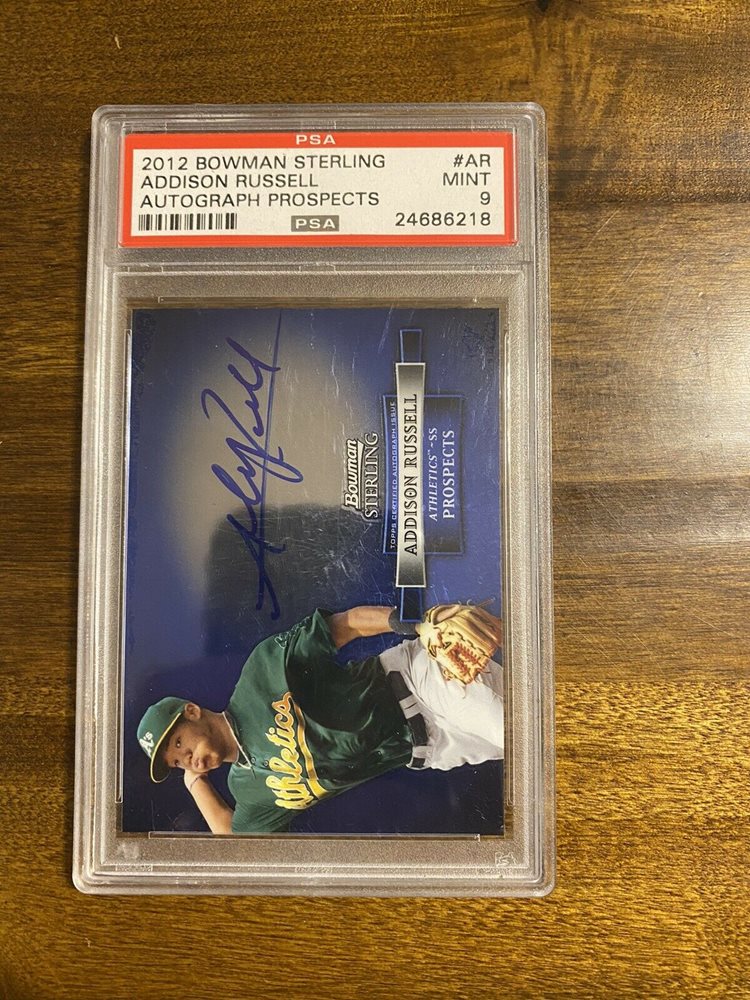 PSA
2012 BOWMAN STERLING #AR
ADDISON RUSSELL MINT
AUTOGRAPH PROSPECTS 9
PSA 24686218
Bowman
STERLING
TOPPS CERTIFIED AUTOGRAPH ISSUE
ADDISON RUSSELL
ATHLETICS - SS
PROSPECTS
A's
Athletics